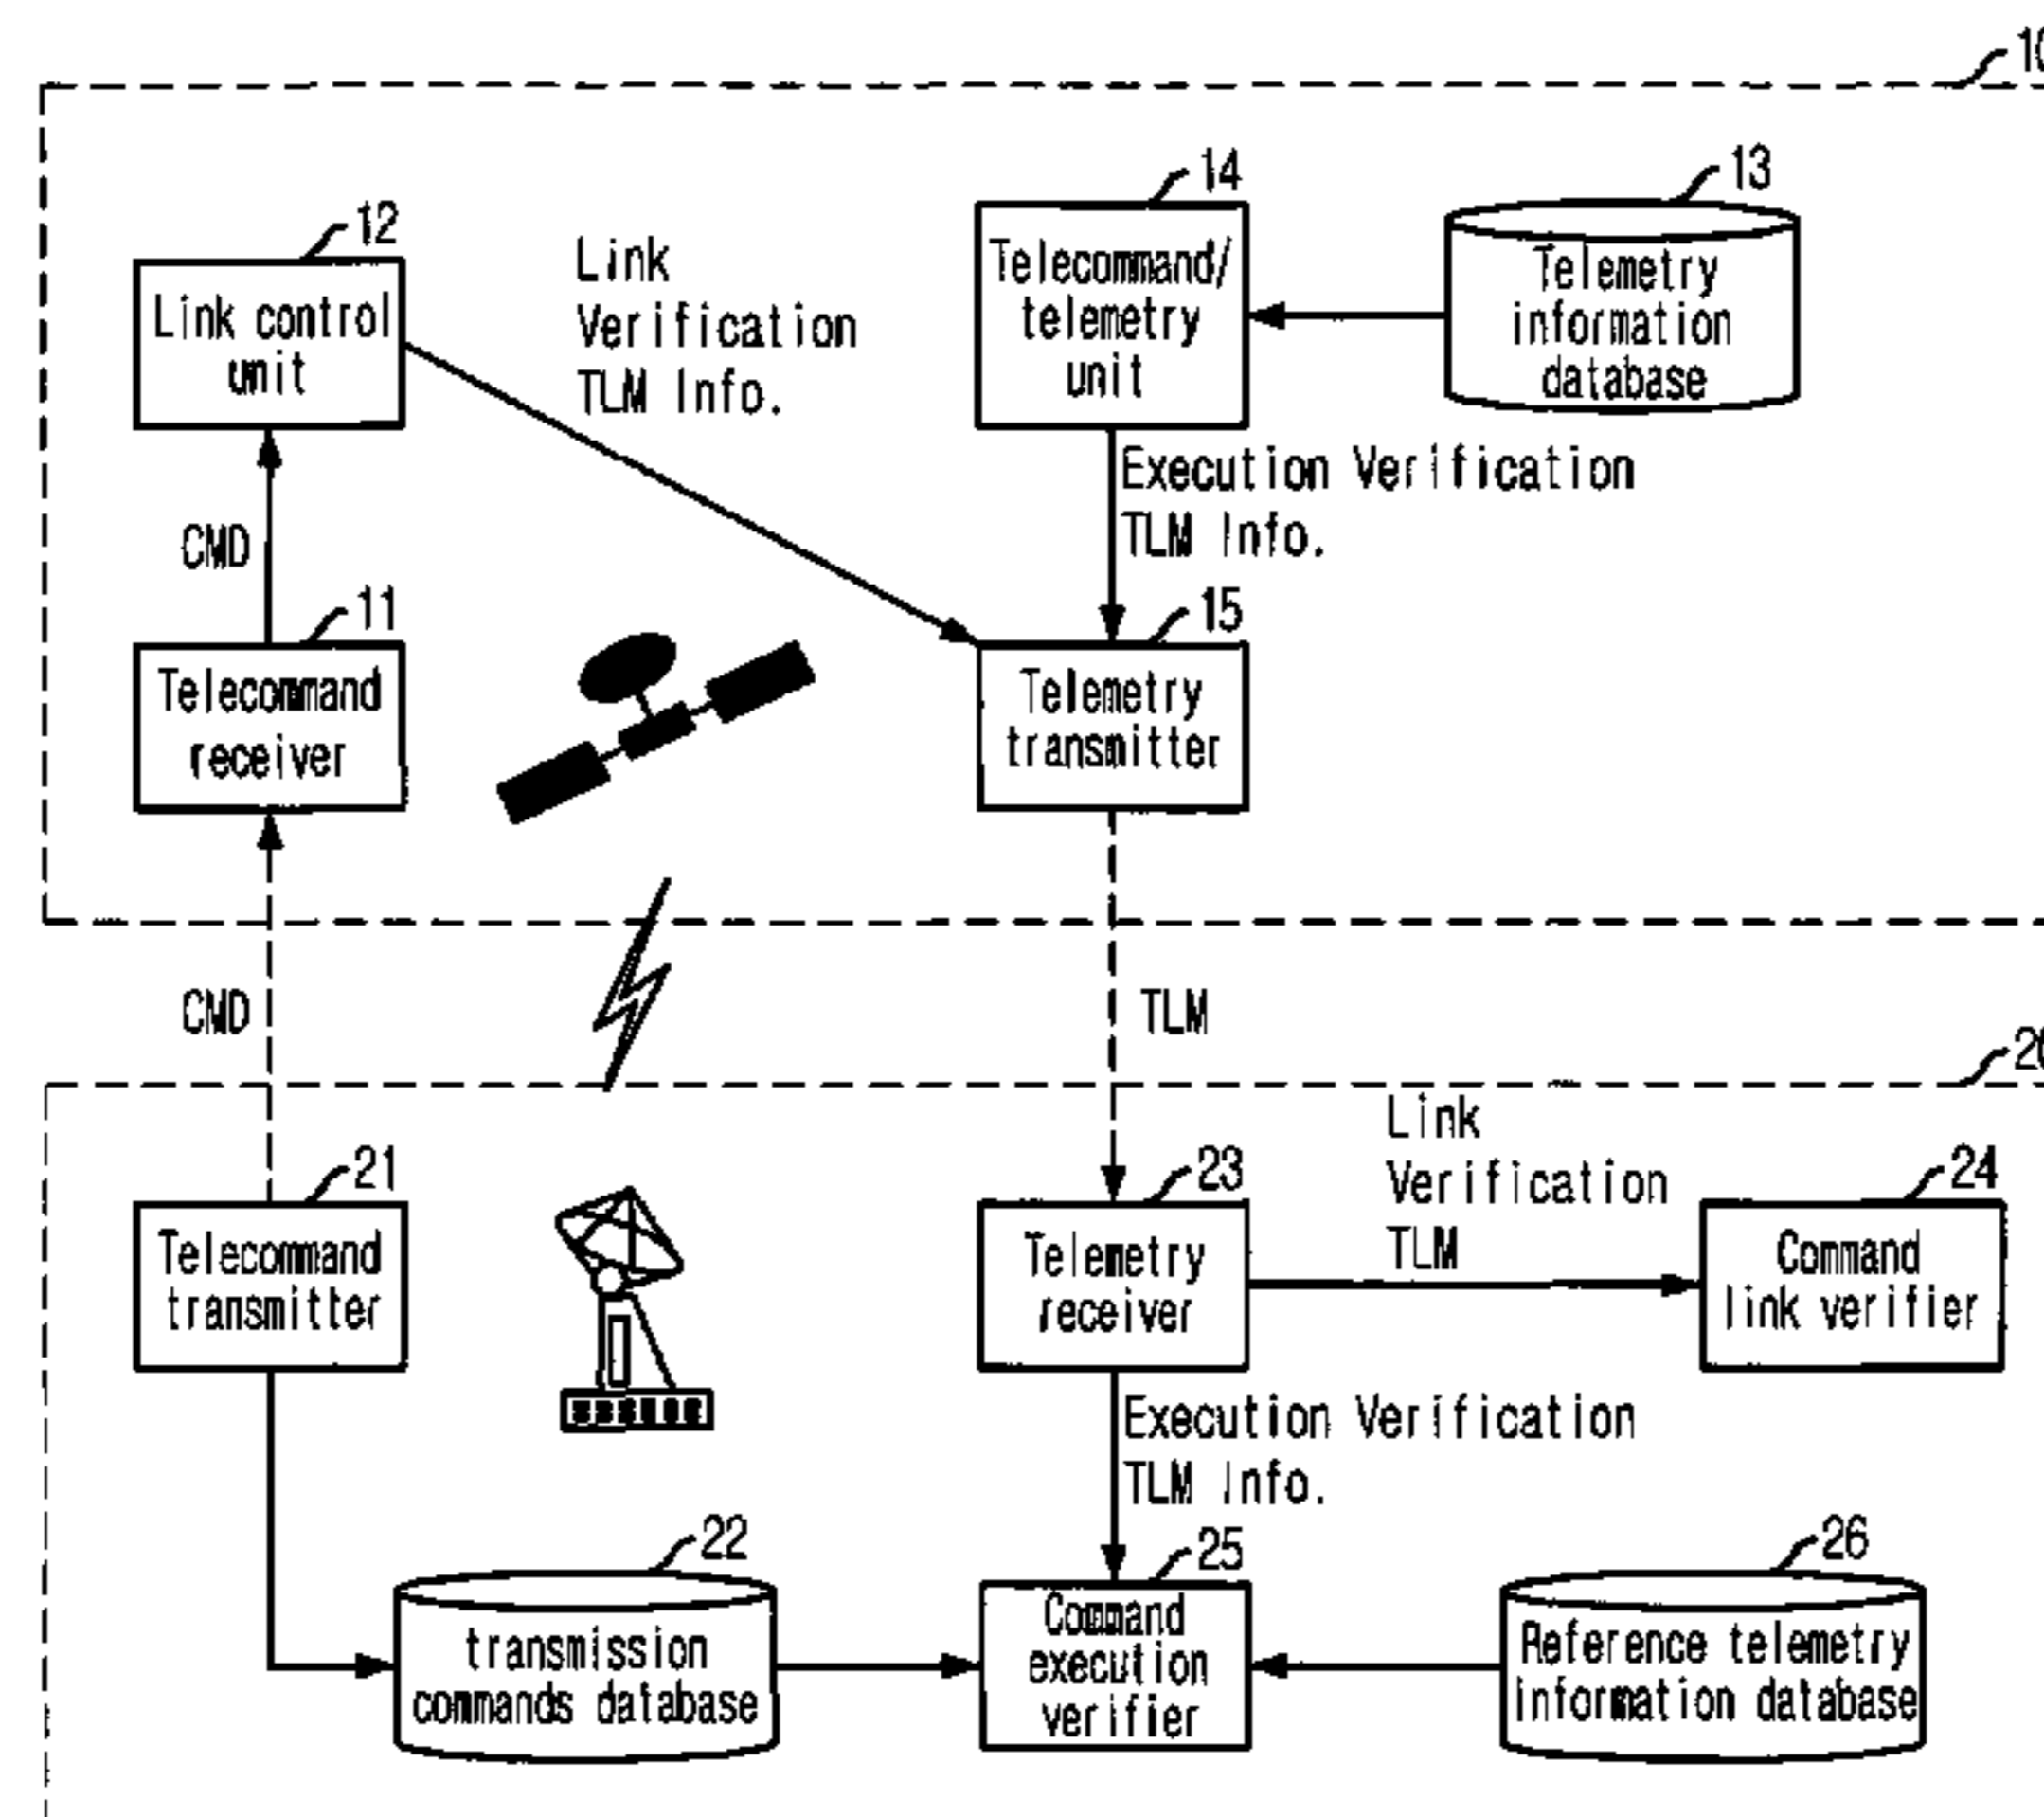 10
14
13
12
Link
Verification
TLM Info.
Telecommand/
telemetry
unit
Telemetry
information
database
Link control
unit
Execution Verification
TLM Info.
CMD
11
15
Telecommand
receiver
Telemetry
transmitter
CMD
TLM
20
Link
Verification
TLM
21
23
24
Telecommand
transmitter
Telemetry
receiver
Command
link verifier
Execution Verification
TLM Info.
22
25
26
transmission
commands database
Command
execution
verifier
Reference telemetry
information database